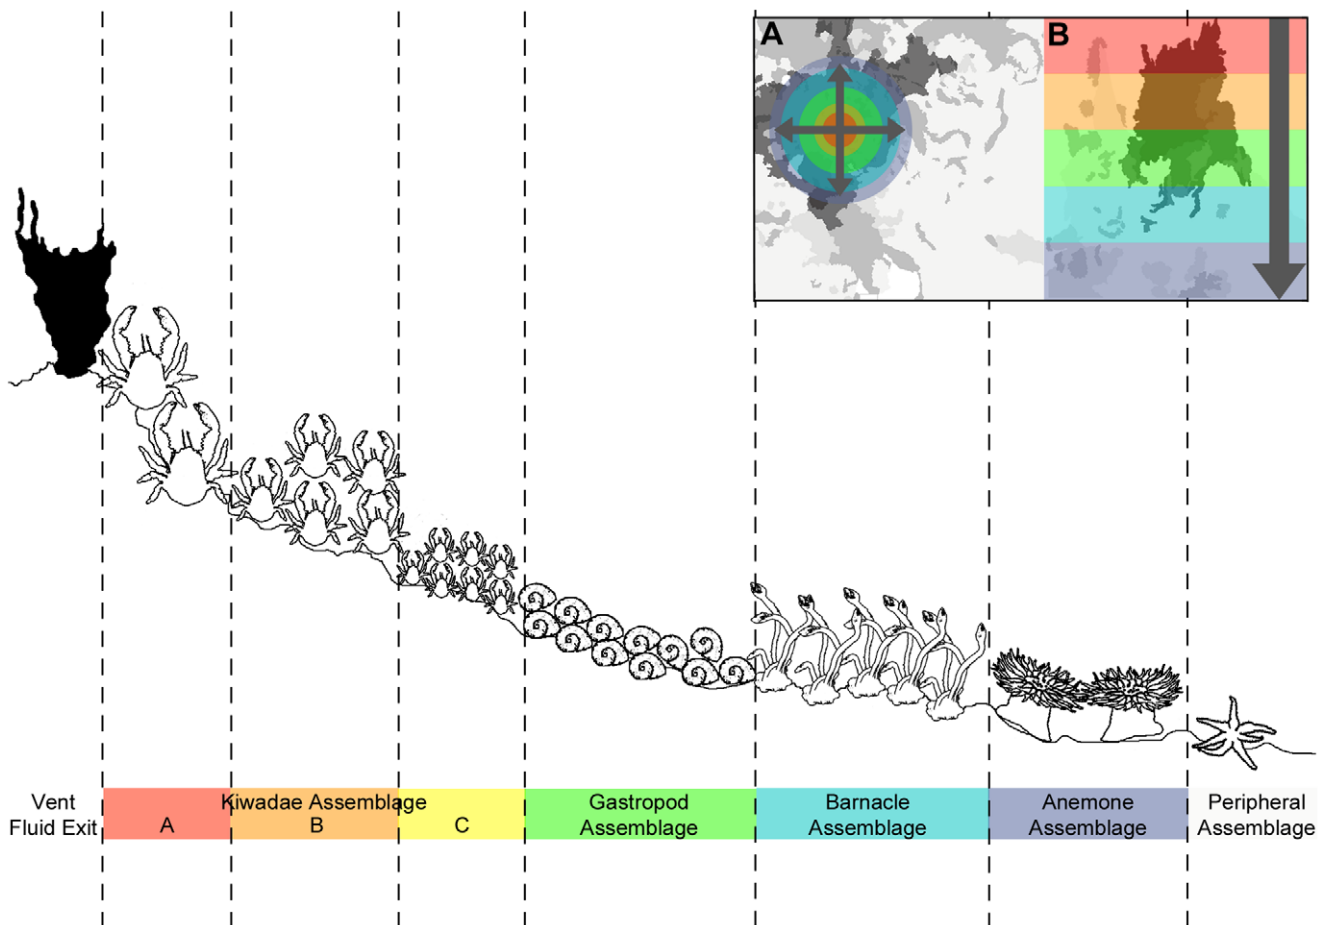 A
B
Vent
Fluid Exit
Kiwadae Assemblage
A
B
C
Gastropod
Assemblage
Barnacle
Assemblage
Anemone
Assemblage
Peripheral
Assemblage